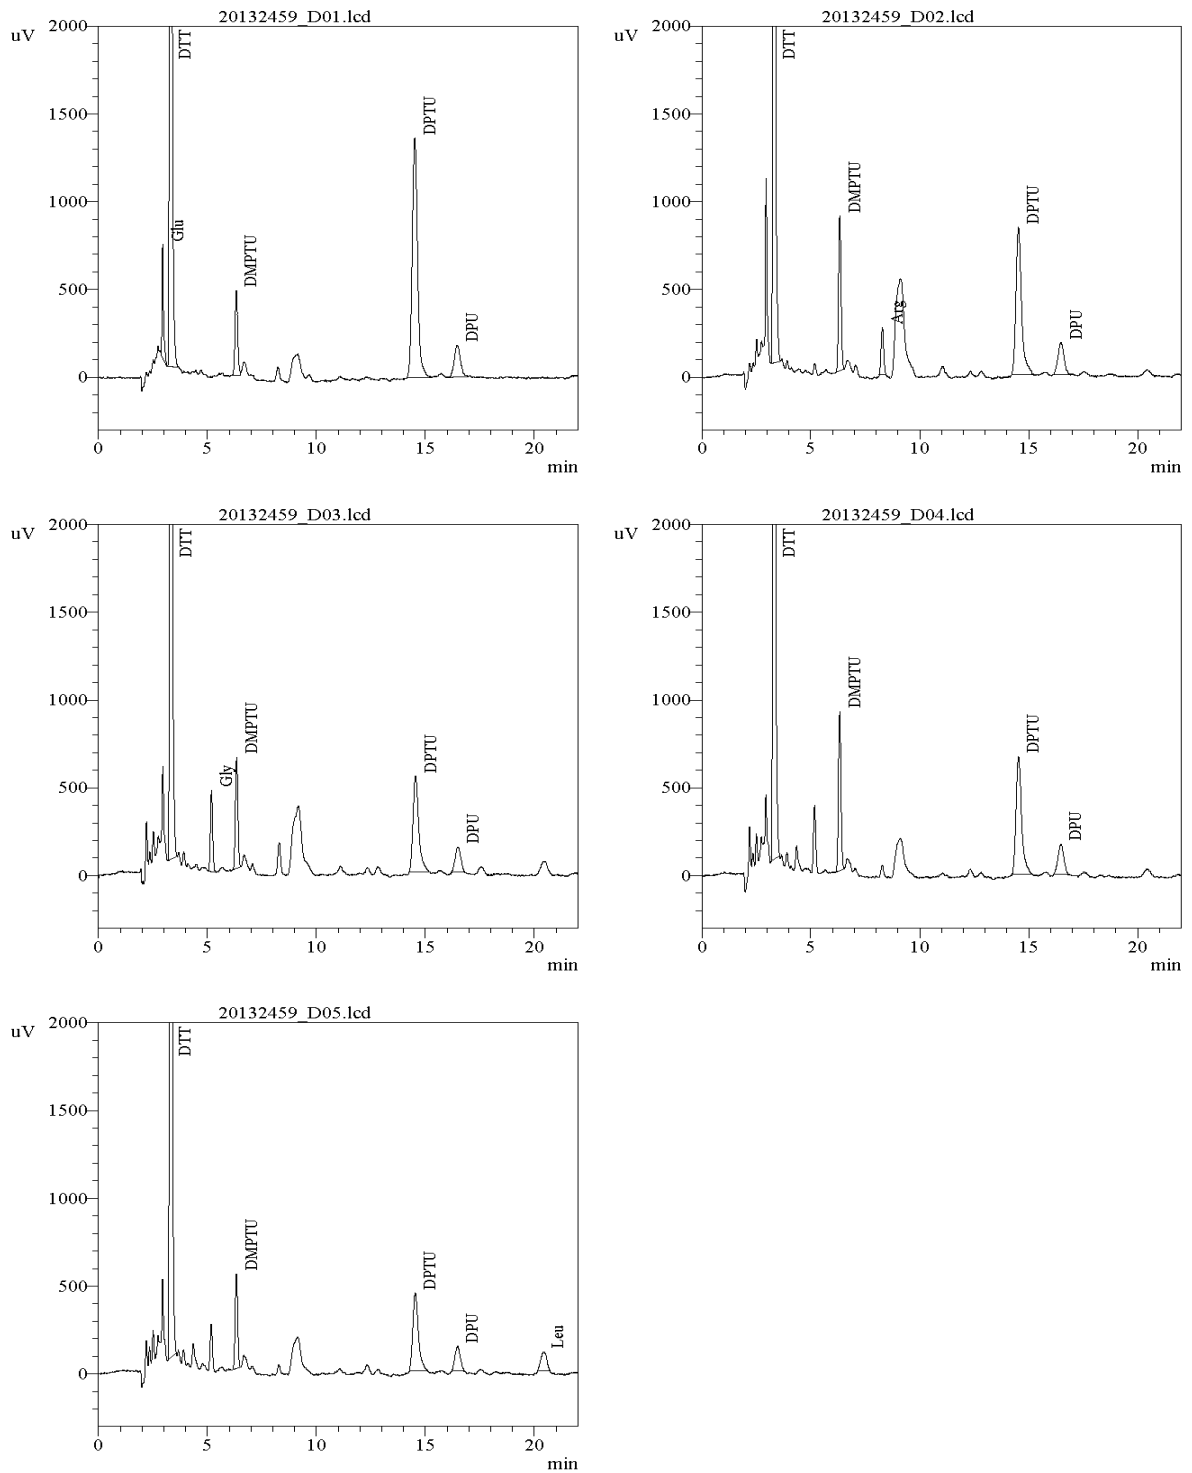 20132459_D01.lcd
uV
2000
1500
1000
500
0
DTT
Glu
DMPTU
DPTU
DPU
0 5 10 15 20
min
20132459_D02.lcd
uV
2000
1500
1000
500
0
DTT
DMPTU
Arg
DPTU
DPU
0 5 10 15 20
min
20132459_D03.lcd
uV
2000
1500
1000
500
0
DTT
Gly
DMPTU
DPTU
DPU
0 5 10 15 20
min
20132459_D04.lcd
uV
2000
1500
1000
500
0
DTT
DMPTU
DPTU
DPU
0 5 10 15 20
min
20132459_D05.lcd
uV
2000
1500
1000
500
0
DTT
DMPTU
DPTU
DPU
Leu
0 5 10 15 20
min